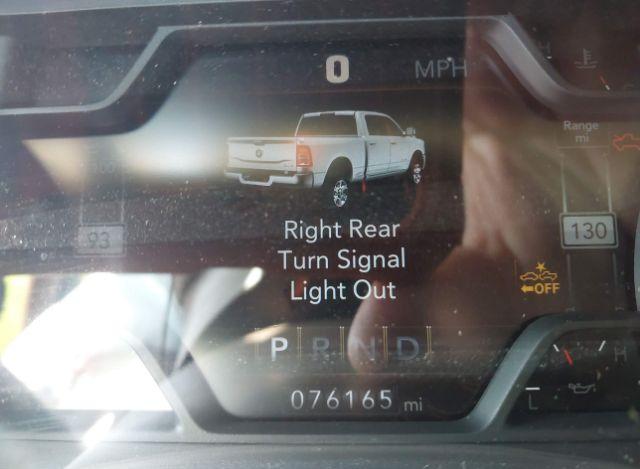 0 MPH
H
Range
mi
93
130
Right Rear
Turn Signal
Light Out
OFF
P R N D
H
076165 mi
L